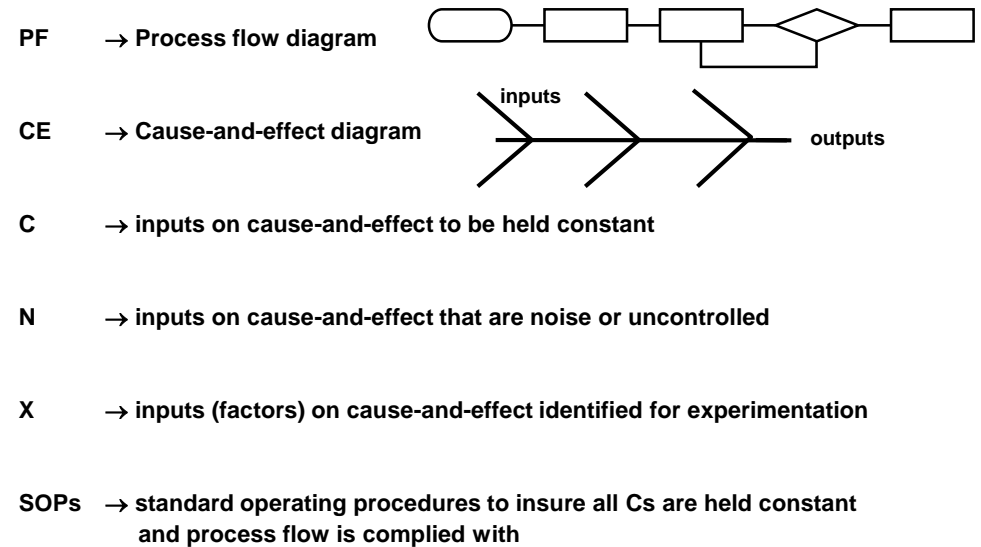 PF → Process flow diagram
inputs
CE → Cause-and-effect diagram
outputs
C → inputs on cause-and-effect to be held constant
N → inputs on cause-and-effect that are noise or uncontrolled
X → inputs (factors) on cause-and-effect identified for experimentation
SOPs → standard operating procedures to insure all Cs are held constant
and process flow is complied with